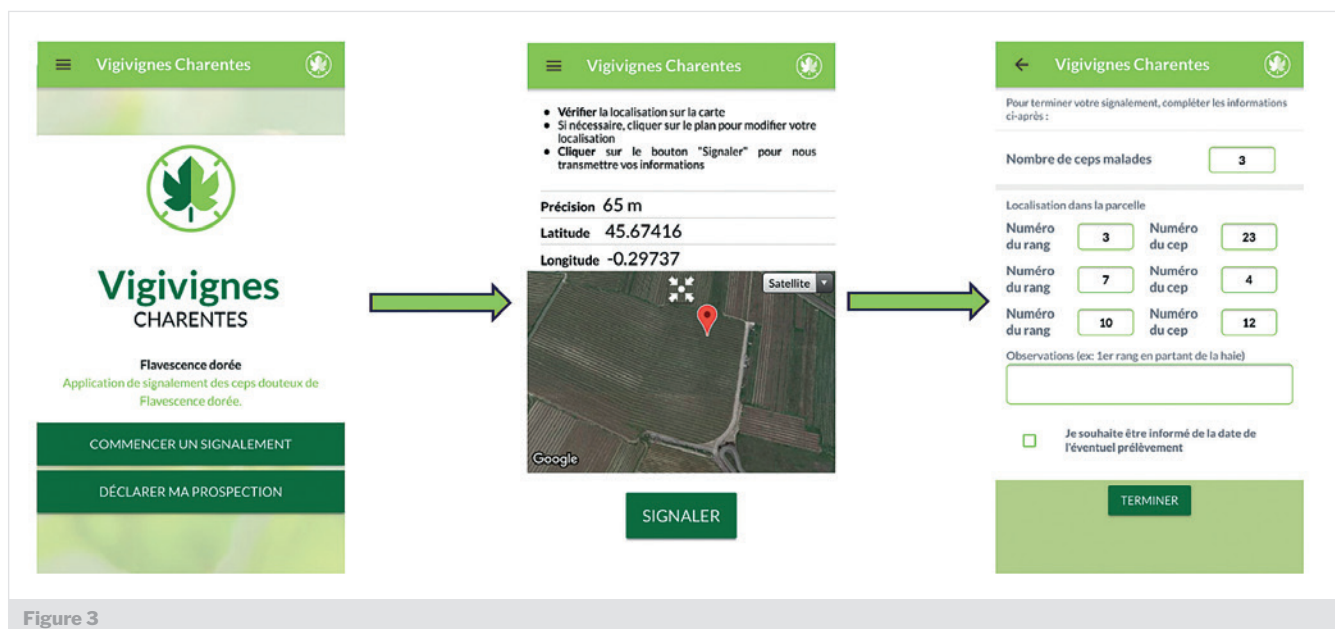 Vigivignes Charentes
Vigivignes
CHARENTES
Flavescence dorée
Application de signalement des ceps douteux de
Flavescence dorée.
COMMENCER UN SIGNALEMENT
DÉCLARER MA PROSPECTION
Vigivignes Charentes
• Vérifier la localisation sur la carte
• Si nécessaire, cliquer sur le plan pour modifier votre
localisation
• Cliquer sur le bouton "Signaler" pour nous
transmettre vos informations
Précision 65 m
Latitude 45.67416
Longitude -0.29737
Satellite
Google
SIGNALER
Vigivignes Charentes
Pour terminer votre signalement, compléter les informations
ci-après :
Nombre de ceps malades 3
Localisation dans la parcelle
Numéro
du rang 3 Numéro
du cep 23
Numéro
du rang 7 Numéro
du cep 4
Numéro
du rang 10 Numéro
du cep 12
Observations (ex: 1er rang en partant de la haie)
Je souhaite être informé de la date de
l'éventuel prélèvement
TERMINER
Figure 3